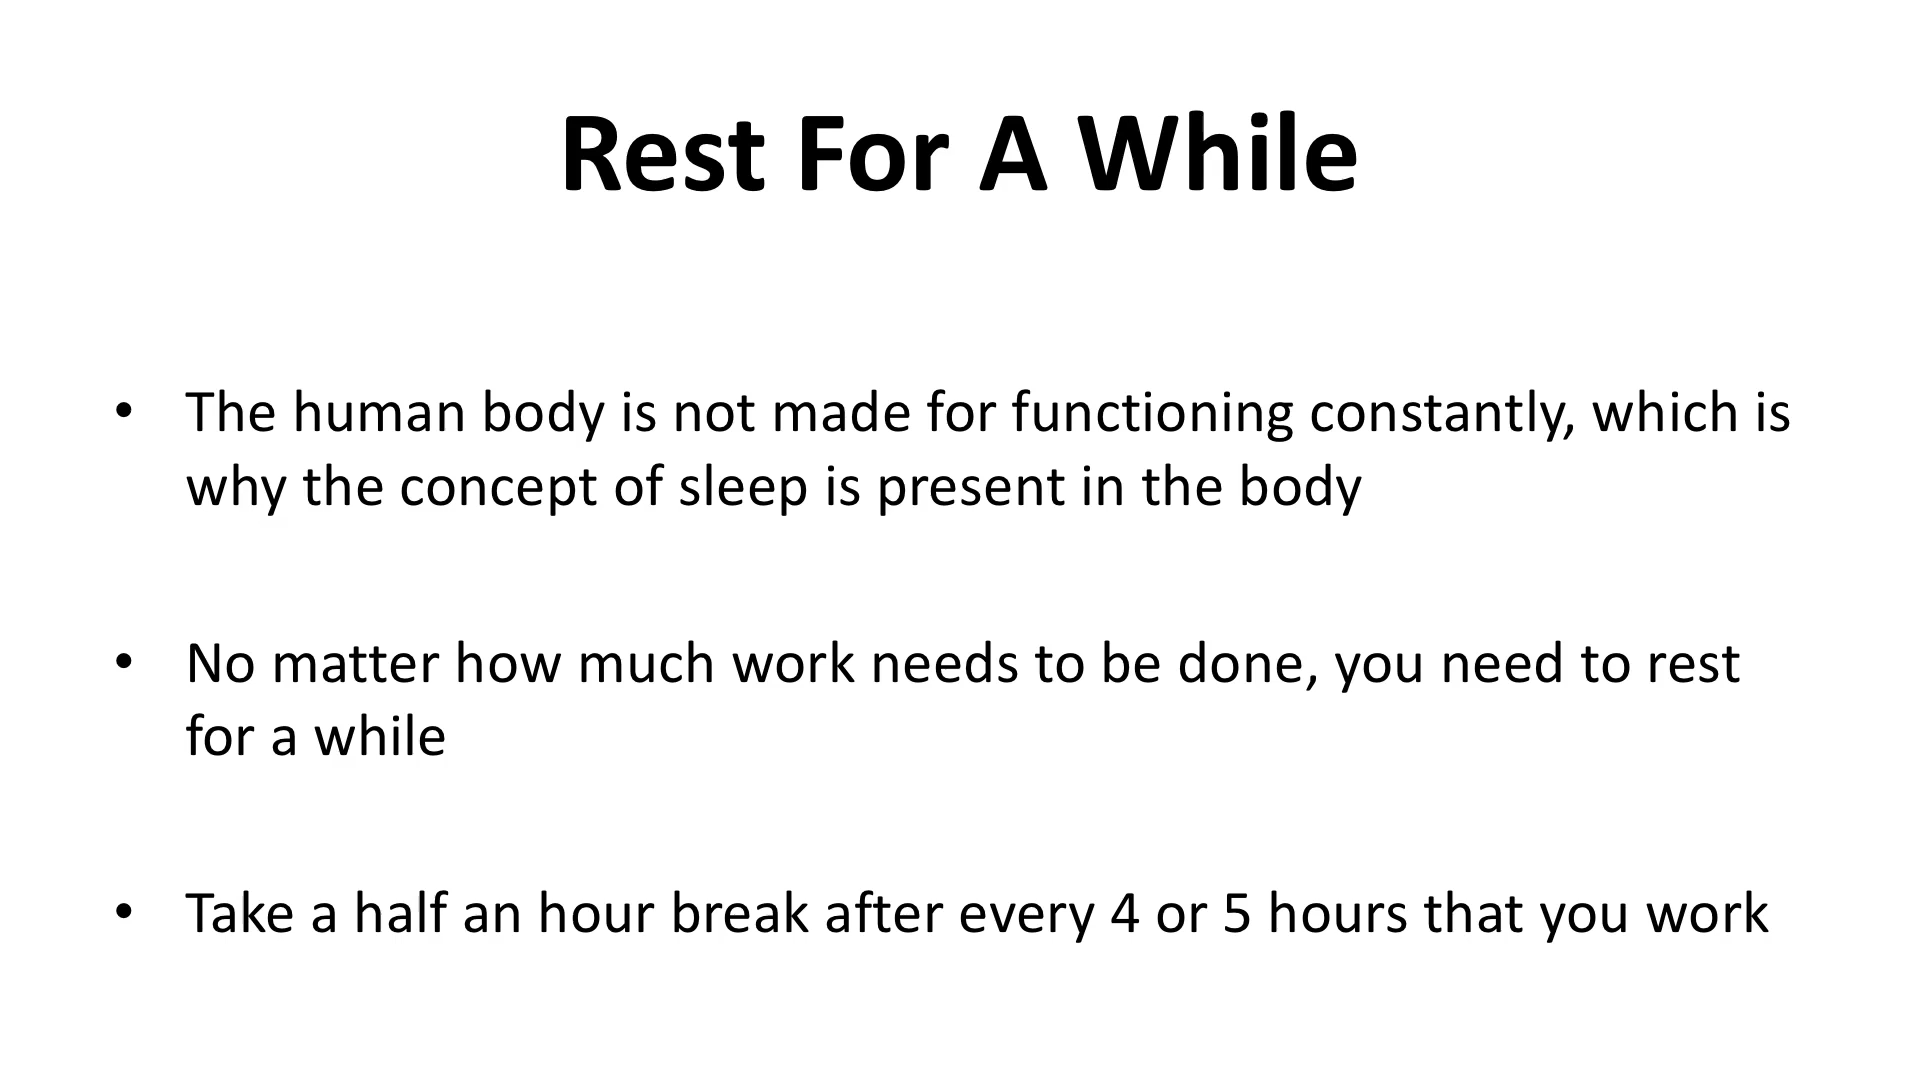 Rest For A While
• The human body is not made for functioning constantly, which is
why the concept of sleep is present in the body
• No matter how much work needs to be done, you need to rest
for a while
• Take a half an hour break after every 4 or 5 hours that you work